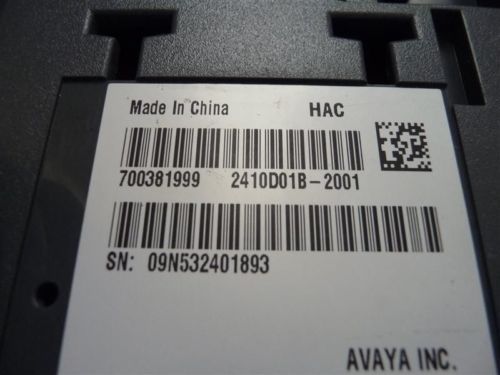 Made In China HAC
700381999 2410D01B-2001
SN: 09N532401893
AVAYA INC.